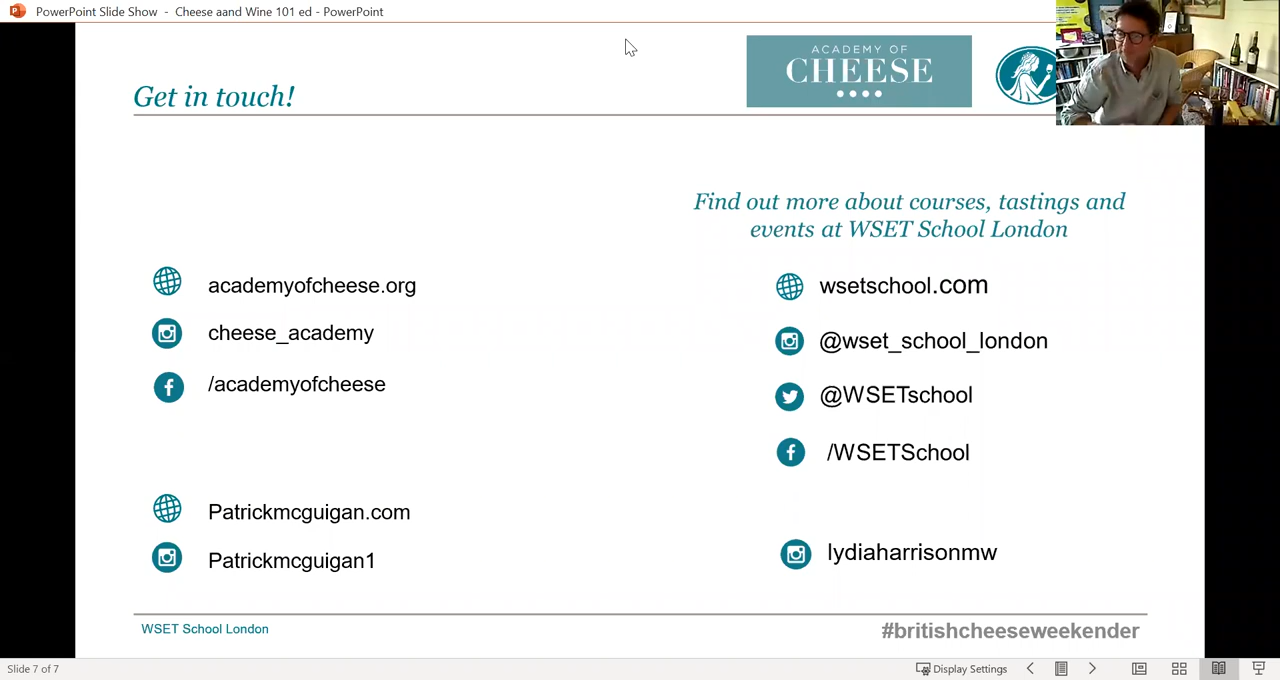 PowerPoint Slide Show - Cheese aand Wine 101 ed - PowerPoint
ACADEMY OF
CHEESE
Get in touch!
Find out more about courses, tastings and
events at WSET School London
academyofcheese.org
cheese_academy
/academyofcheese
Patrickmcguigan.com
Patrickmcguigan1
wsetschool.com
@wset_school_london
@WSETschool
/WSETSchool
lydiaharrisonmw
WSET School London
#britishcheeseweekender
Slide 7 of 7
Display Settings